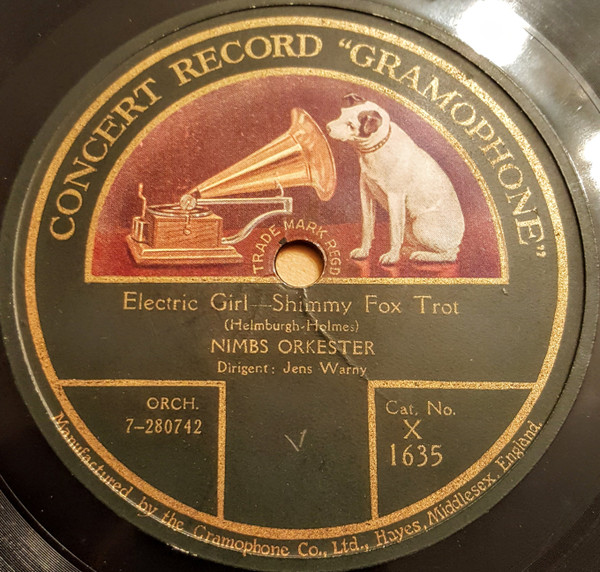 CONCERT RECORD "GRAMOPHONE"
TRADE MARK REGD
Electric Girl—Shimmy Fox Trot
(Helmburgh-Holmes)
NIMBS ORKESTER
Dirigent: Jens Warny
ORCH.
7-280742
Cat. No.
X
1635
Manufactured by the Gramophone Co., Ltd., Hayes, Middlesex, England.